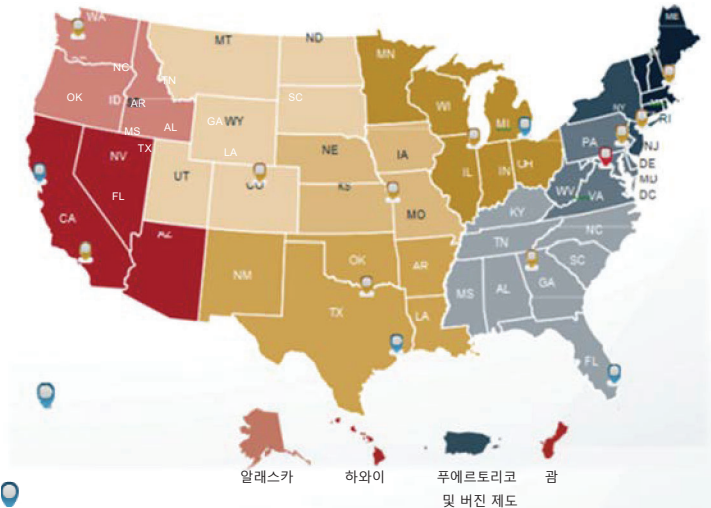 WA
MT
ND
MN
ME
NC
TN
OK
ID
AR
SC
WI
MI
NY
MS
AL
GA
WY
RI
TX
LA
NE
IA
PA
NJ
NV
UT
IL
IN
OH
DE
FL
CO
KS
MO
WV
VA
MD
DC
CA
KY
AZ
NM
OK
AR
TN
NC
SC
TX
LA
MS
AL
GA
FL
알래스카
하와이
푸에르토리코
및 버진 제도
괌